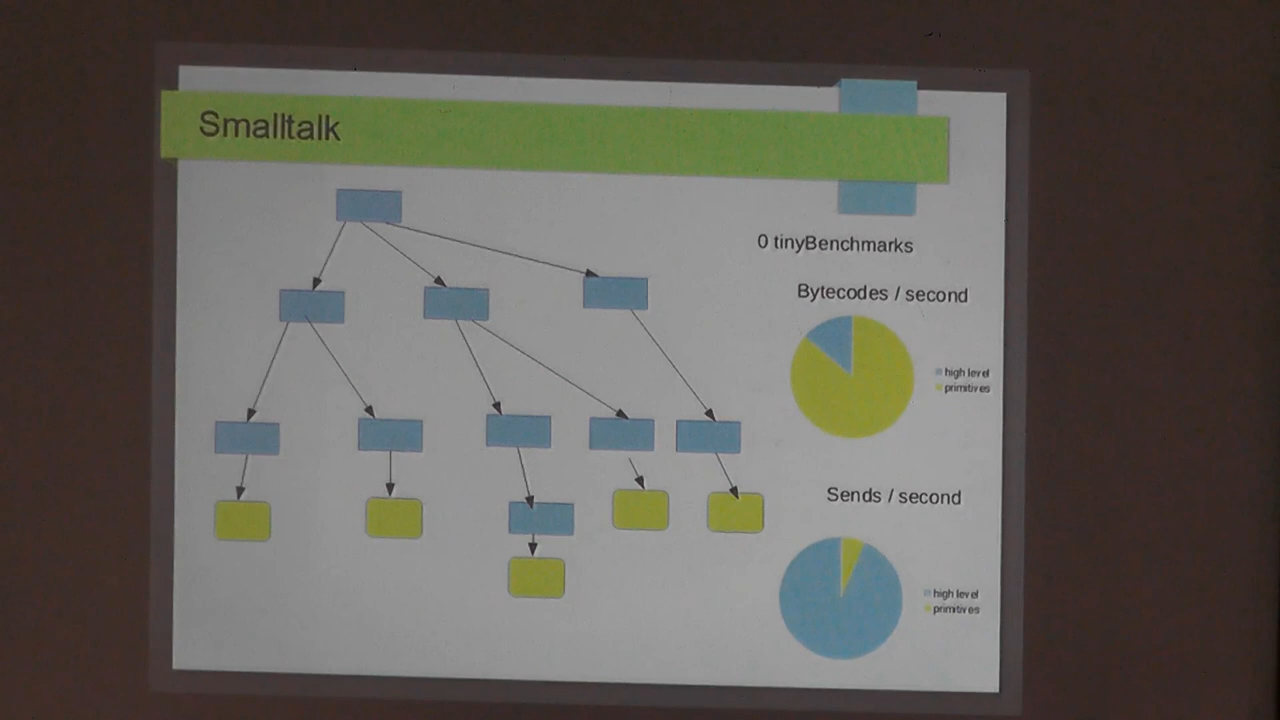 Smalltalk
0 tinyBenchmarks
Bytecodes / second
high level
primitives
Sends / second
high level
primitives